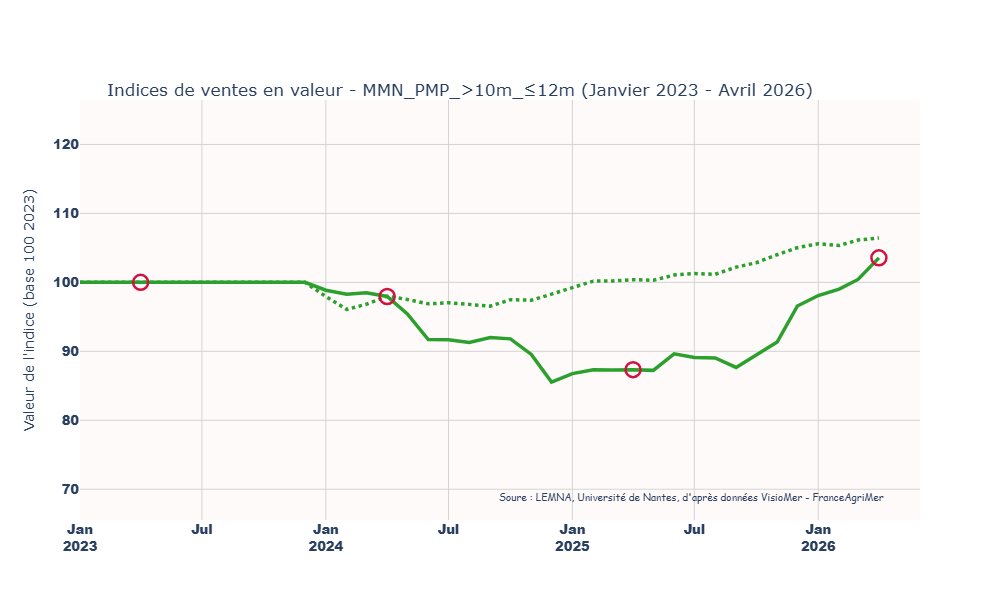 Indices de ventes en valeur - MMN_PMP_>10m_≤12m (Janvier 2023 - Avril 2026)
Valeur de l'indice (base 100 2023)
120
110
100
90
80
70
Soure : LEMNA, Université de Nantes, d'après données VisioMer - FranceAgriMer
Jan Jul Jan Jul Jan Jul Jan
2023 2024 2025 2026